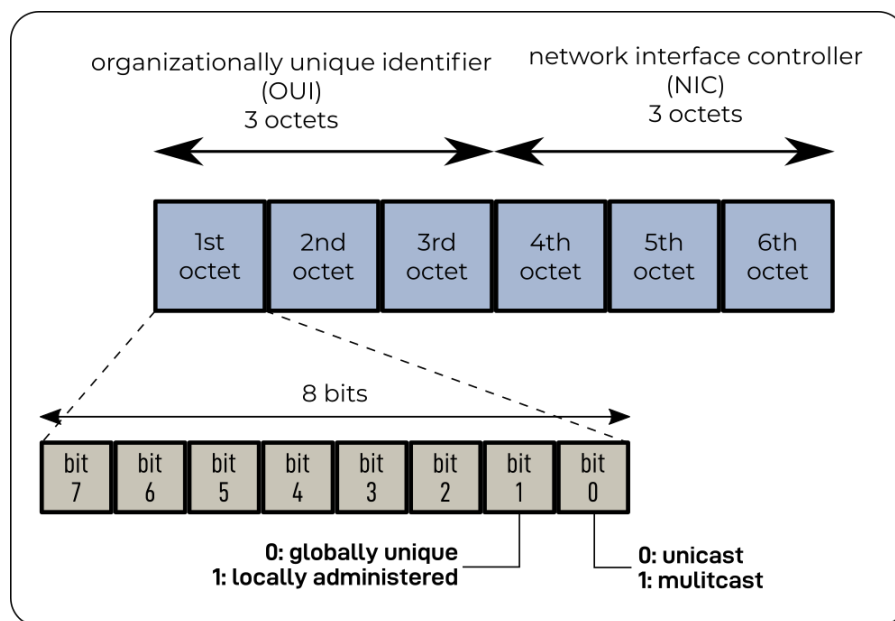 organizationally unique identifier
(OUI)
3 octets
network interface controller
(NIC)
3 octets
1st
octet
2nd
octet
3rd
octet
4th
octet
5th
octet
6th
octet
8 bits
bit
7
bit
6
bit
5
bit
4
bit
3
bit
2
bit
1
bit
0
0: globally unique
1: locally administered
0: unicast
1: mulitcast